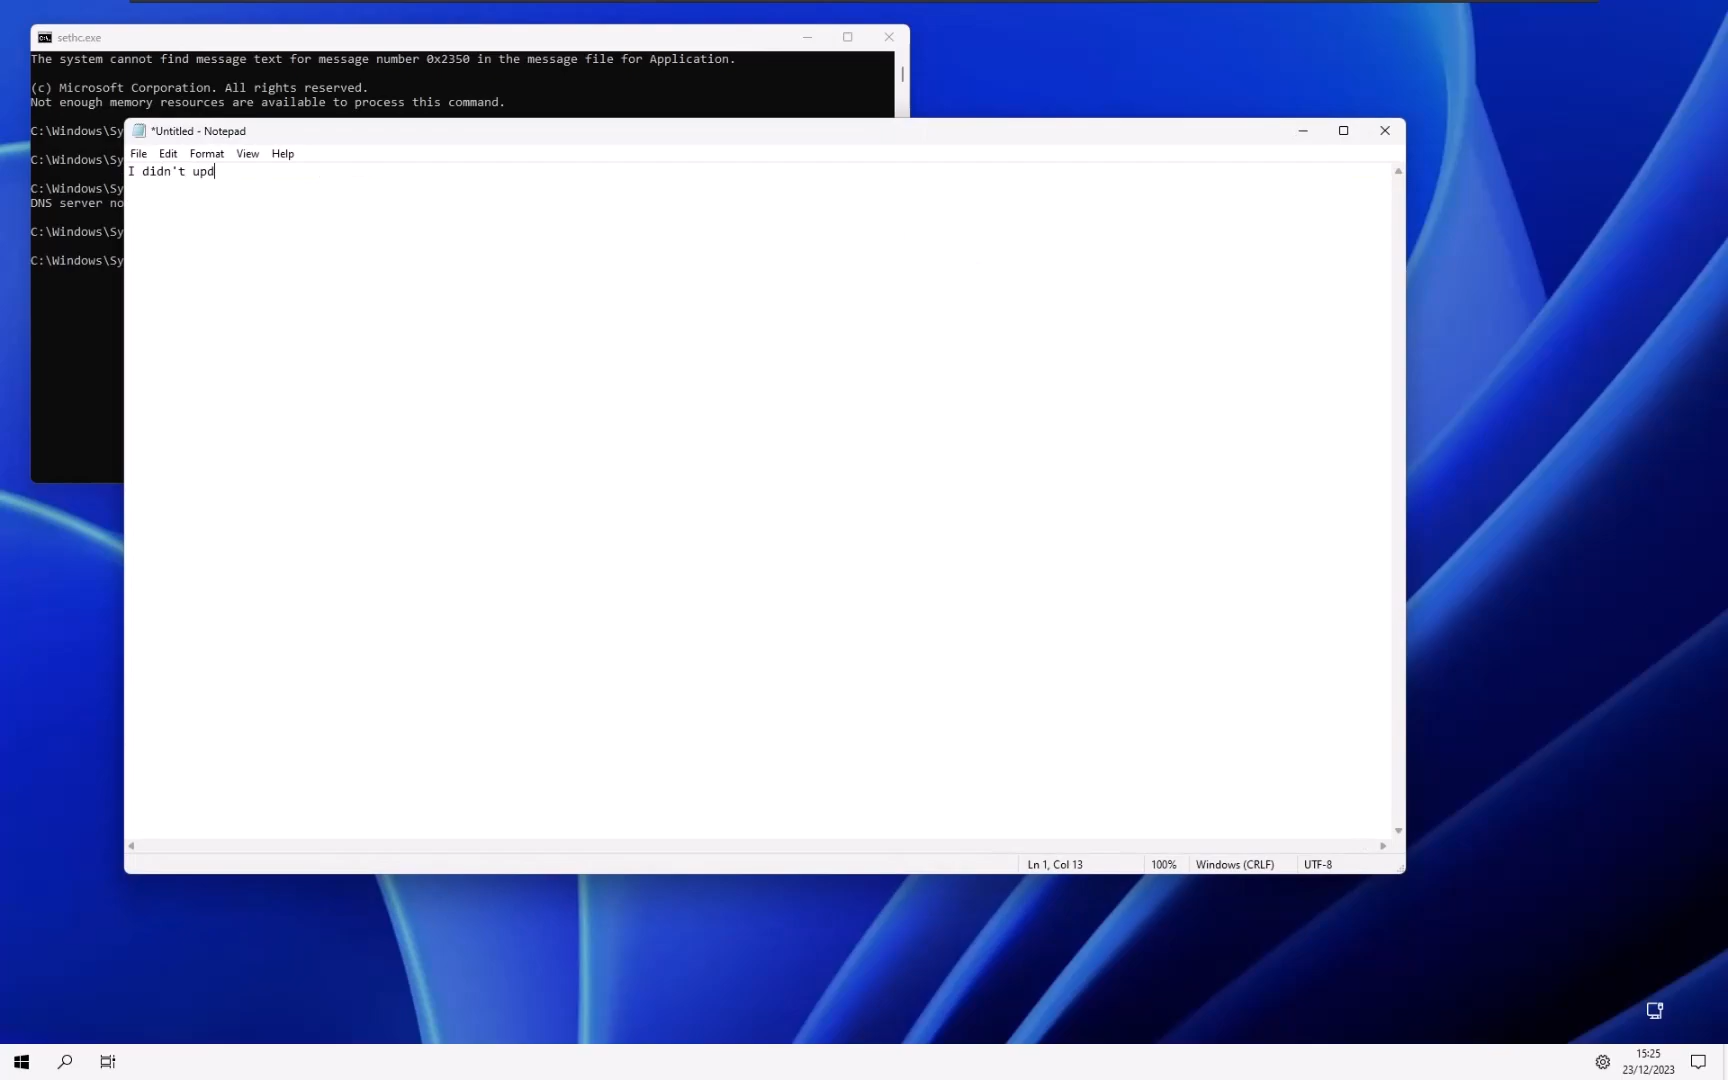 sethc.exe
The system cannot find message text for message number 0x2350 in the message file for Application.
(c) Microsoft Corporation. All rights reserved.
Not enough memory resources are available to process this command.
C:\Windows\Sy
C:\Windows\Sy
C:\Windows\Sy
DNS server no
C:\Windows\Sy
C:\Windows\Sy
*Untitled - Notepad
File Edit Format View Help
I didn't upd
Ln 1, Col 13 100% Windows (CRLF) UTF-8
15:25
23/12/2023